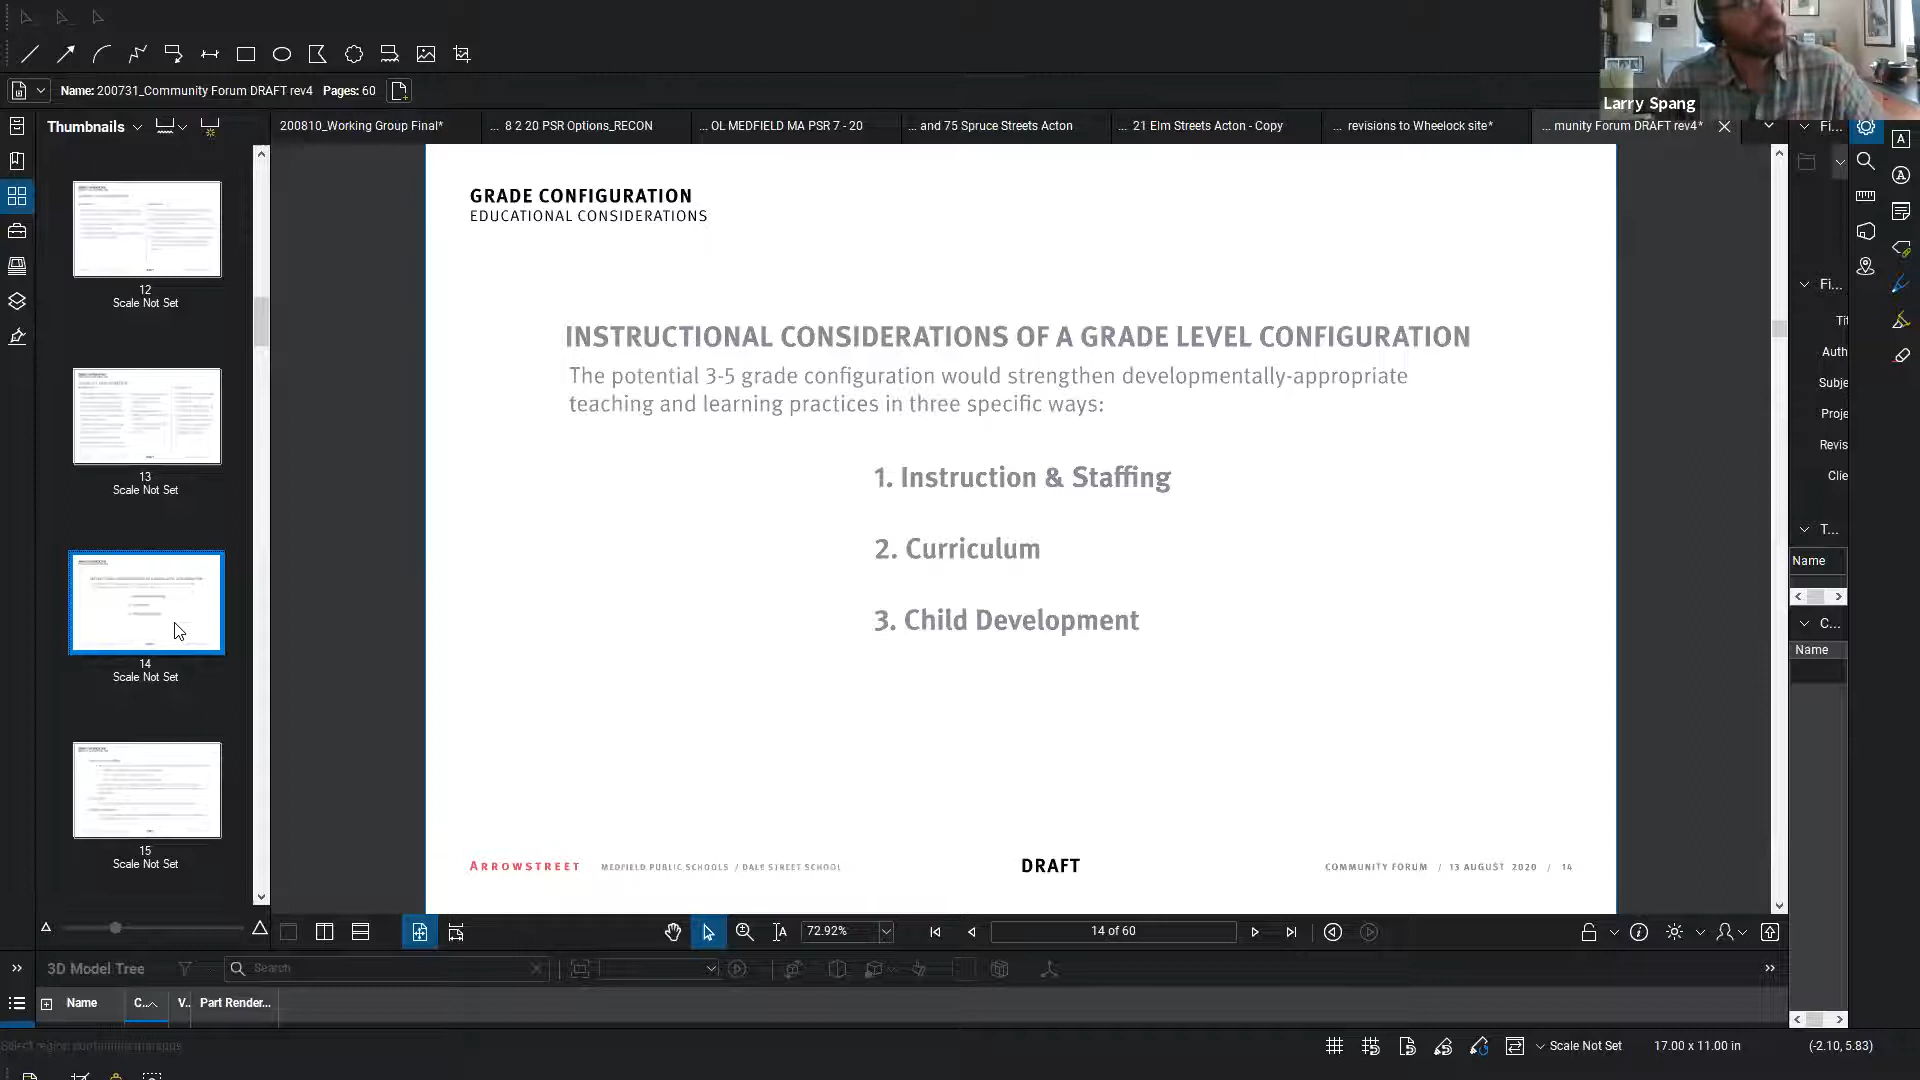 Larry Spang
Name: 200731_Community Forum DRAFT rev4 Pages: 60
Thumbnails
200810_Working Group Final*
... 8 2 20 PSR Options_RECON
... OL MEDFIELD MA PSR 7 - 20
... and 75 Spruce Streets Acton
... 21 Elm Streets Acton - Copy
... revisions to Wheelock site*
... munity Forum DRAFT rev4*
Fi...
12
Scale Not Set
13
Scale Not Set
14
Scale Not Set
15
Scale Not Set
GRADE CONFIGURATION
EDUCATIONAL CONSIDERATIONS
INSTRUCTIONAL CONSIDERATIONS OF A GRADE LEVEL CONFIGURATION
The potential 3-5 grade configuration would strengthen developmentally-appropriate
teaching and learning practices in three specific ways:
1. Instruction & Staffing
2. Curriculum
3. Child Development
ARROWSTREET MEDFIELD PUBLIC SCHOOLS / DALE STREET SCHOOL DRAFT COMMUNITY FORUM / 13 AUGUST 2020 / 14
Fi...
Tit
Auth
Subje
Proje
Revis
Clie
T...
Name
C...
Name
72.92%
14 of 60
3D Model Tree
Search
Name C... V.. Part Render...
Scale Not Set 17.00 x 11.00 in (-2.10, 5.83)